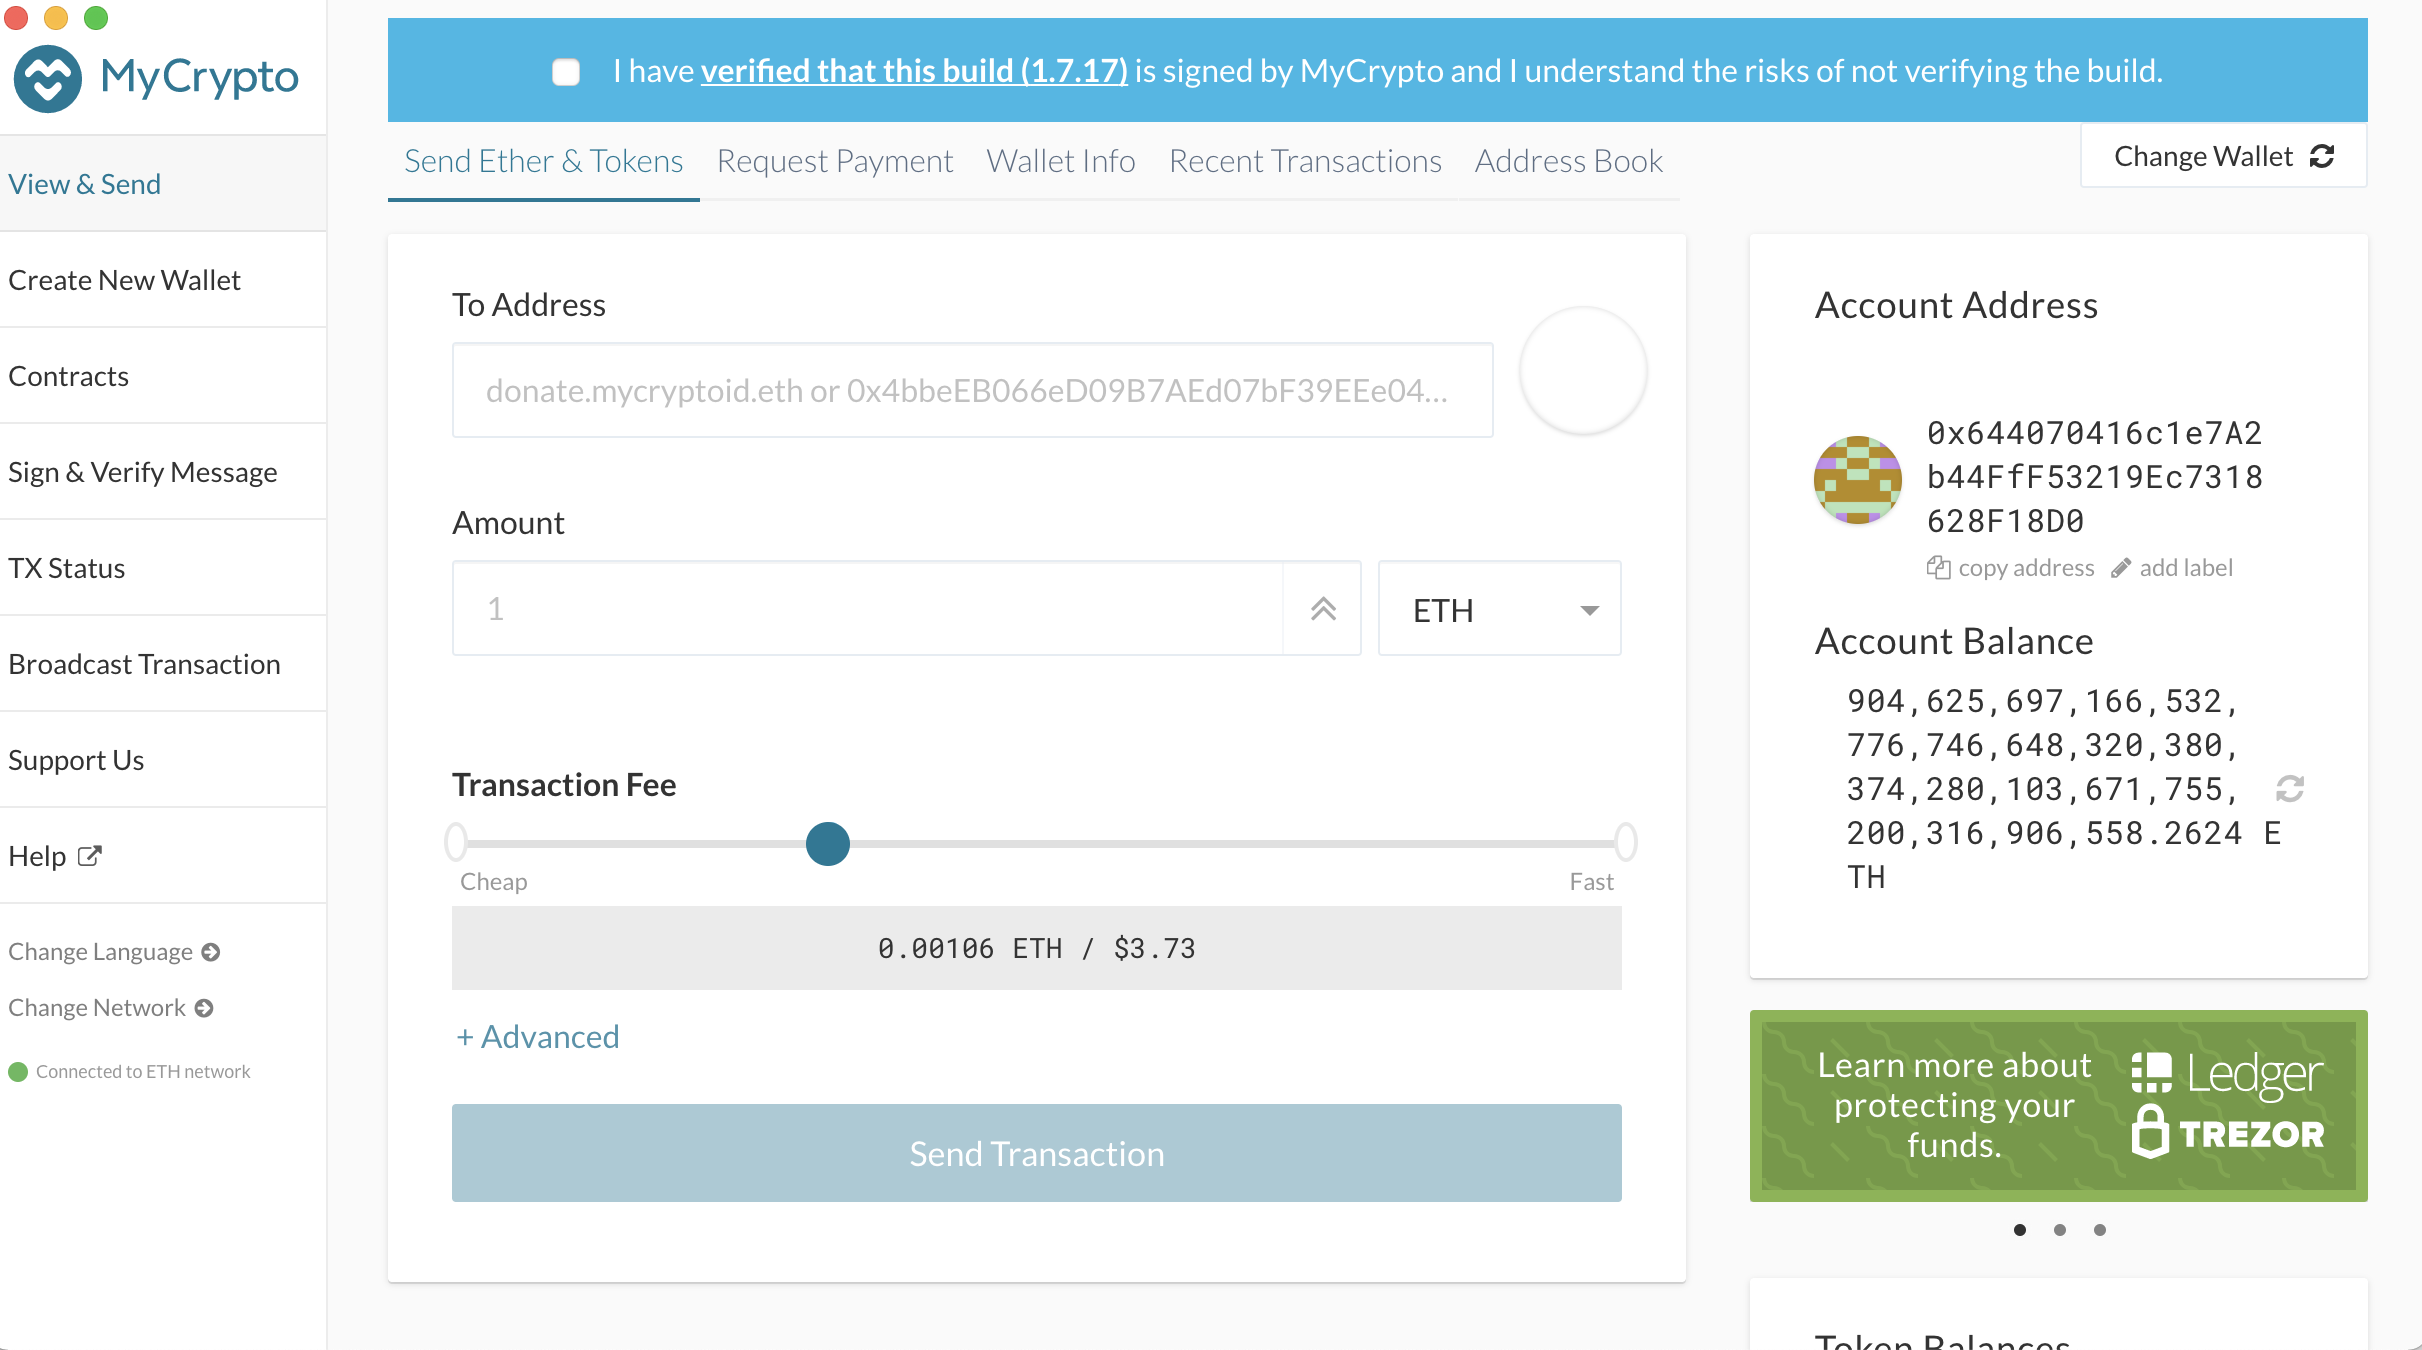 MyCrypto
I have verified that this build (1.7.17) is signed by MyCrypto and I understand the risks of not verifying the build.
View & Send
Create New Wallet
Contracts
Sign & Verify Message
TX Status
Broadcast Transaction
Support Us
Help
Change Language
Change Network
Connected to ETH network
Send Ether & Tokens
Request Payment
Wallet Info
Recent Transactions
Address Book
Change Wallet
To Address
donate.mycryptoid.eth or 0x4bbeEB066eD09B7AEd07bF39EEe04...
Amount
1
ETH
Transaction Fee
Cheap
Fast
0.00106 ETH / $3.73
+ Advanced
Send Transaction
Account Address
0x644070416c1e7A2
b44FfF53219Ec7318
628F18D0
copy address
add label
Account Balance
904,625,697,166,532,
776,746,648,320,380,
374,280,103,671,755,
200,316,906,558.2624 E
TH
Learn more about
protecting your
funds.
Ledger
TREZOR
Token Balances